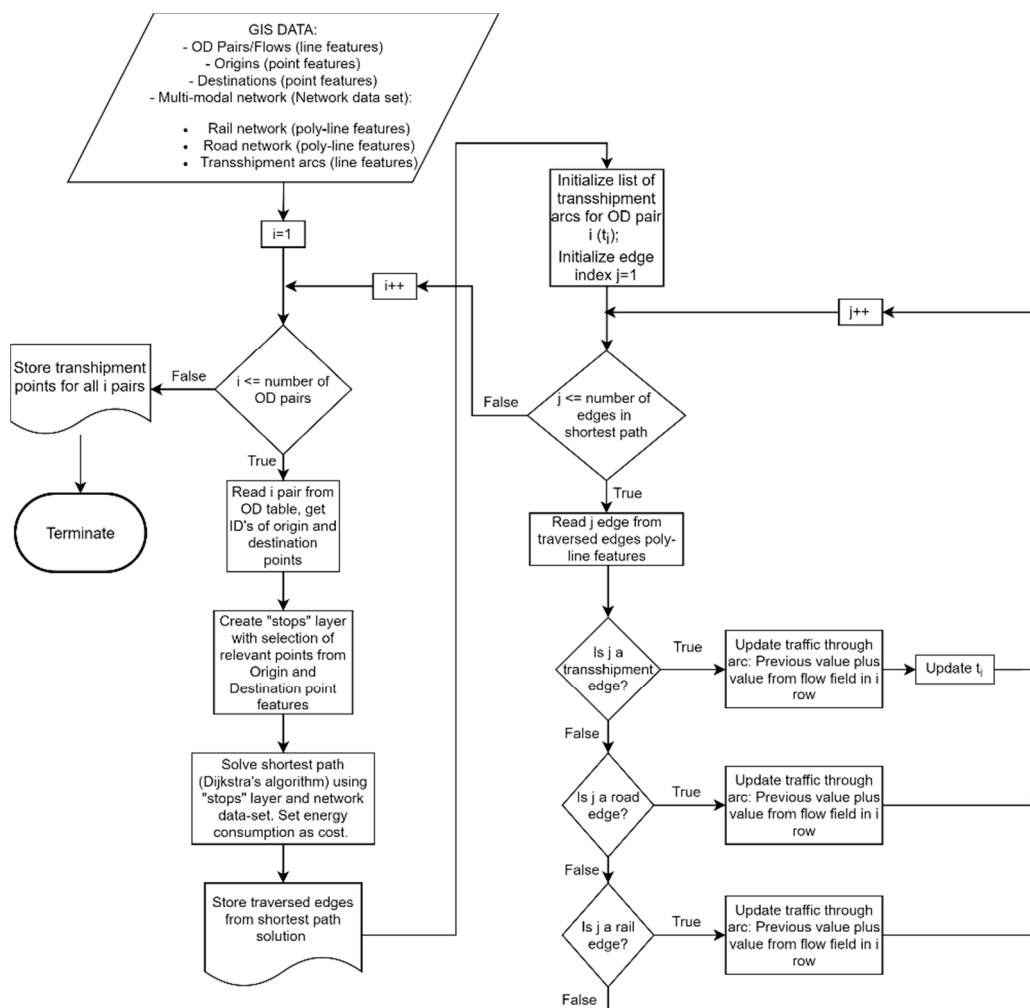 GIS DATA:
- OD Pairs/Flows (line features)
- Origins (point features)
- Destinations (point features)
- Multi-modal network (Network data set):
• Rail network (poly-line features)
• Road network (poly-line features)
• Transshipment arcs (line features)
i=1
i++
i <= number of
OD pairs
False
Store transhipment
points for all i pairs
Terminate
True
Read i pair from
OD table, get
ID's of origin and
destination
points
Create "stops" layer
with selection of
relevant points from
Origin and
Destination point
features
Solve shortest path
(Dijkstra's algorithm) using
"stops" layer and network
data-set. Set energy
consumption as cost.
Store traversed edges
from shortest path
solution
Initialize list of
transshipment
arcs for OD pair
i (ti);
Initialize edge
index j=1
j++
j <= number of
edges in
shortest path
False
True
Read j edge from
traversed edges poly-
line features
Is j a
transshipment
edge?
True
Update traffic through
arc: Previous value plus
value from flow field in i
row
Update ti
False
Is j a road
edge?
True
Update traffic through
arc: Previous value plus
value from flow field in i
row
False
Is j a rail
edge?
True
Update traffic through
arc: Previous value plus
value from flow field in i
row
False